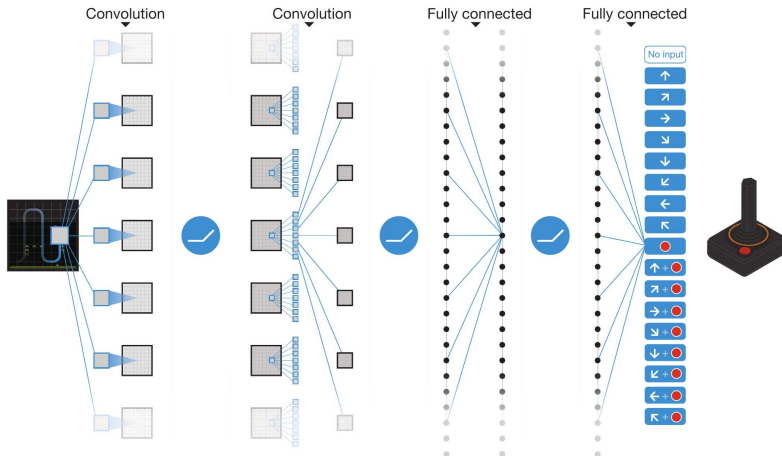 Convolution
Convolution
Fully connected
Fully connected
No input
+
+
+
+
+
+
+
+